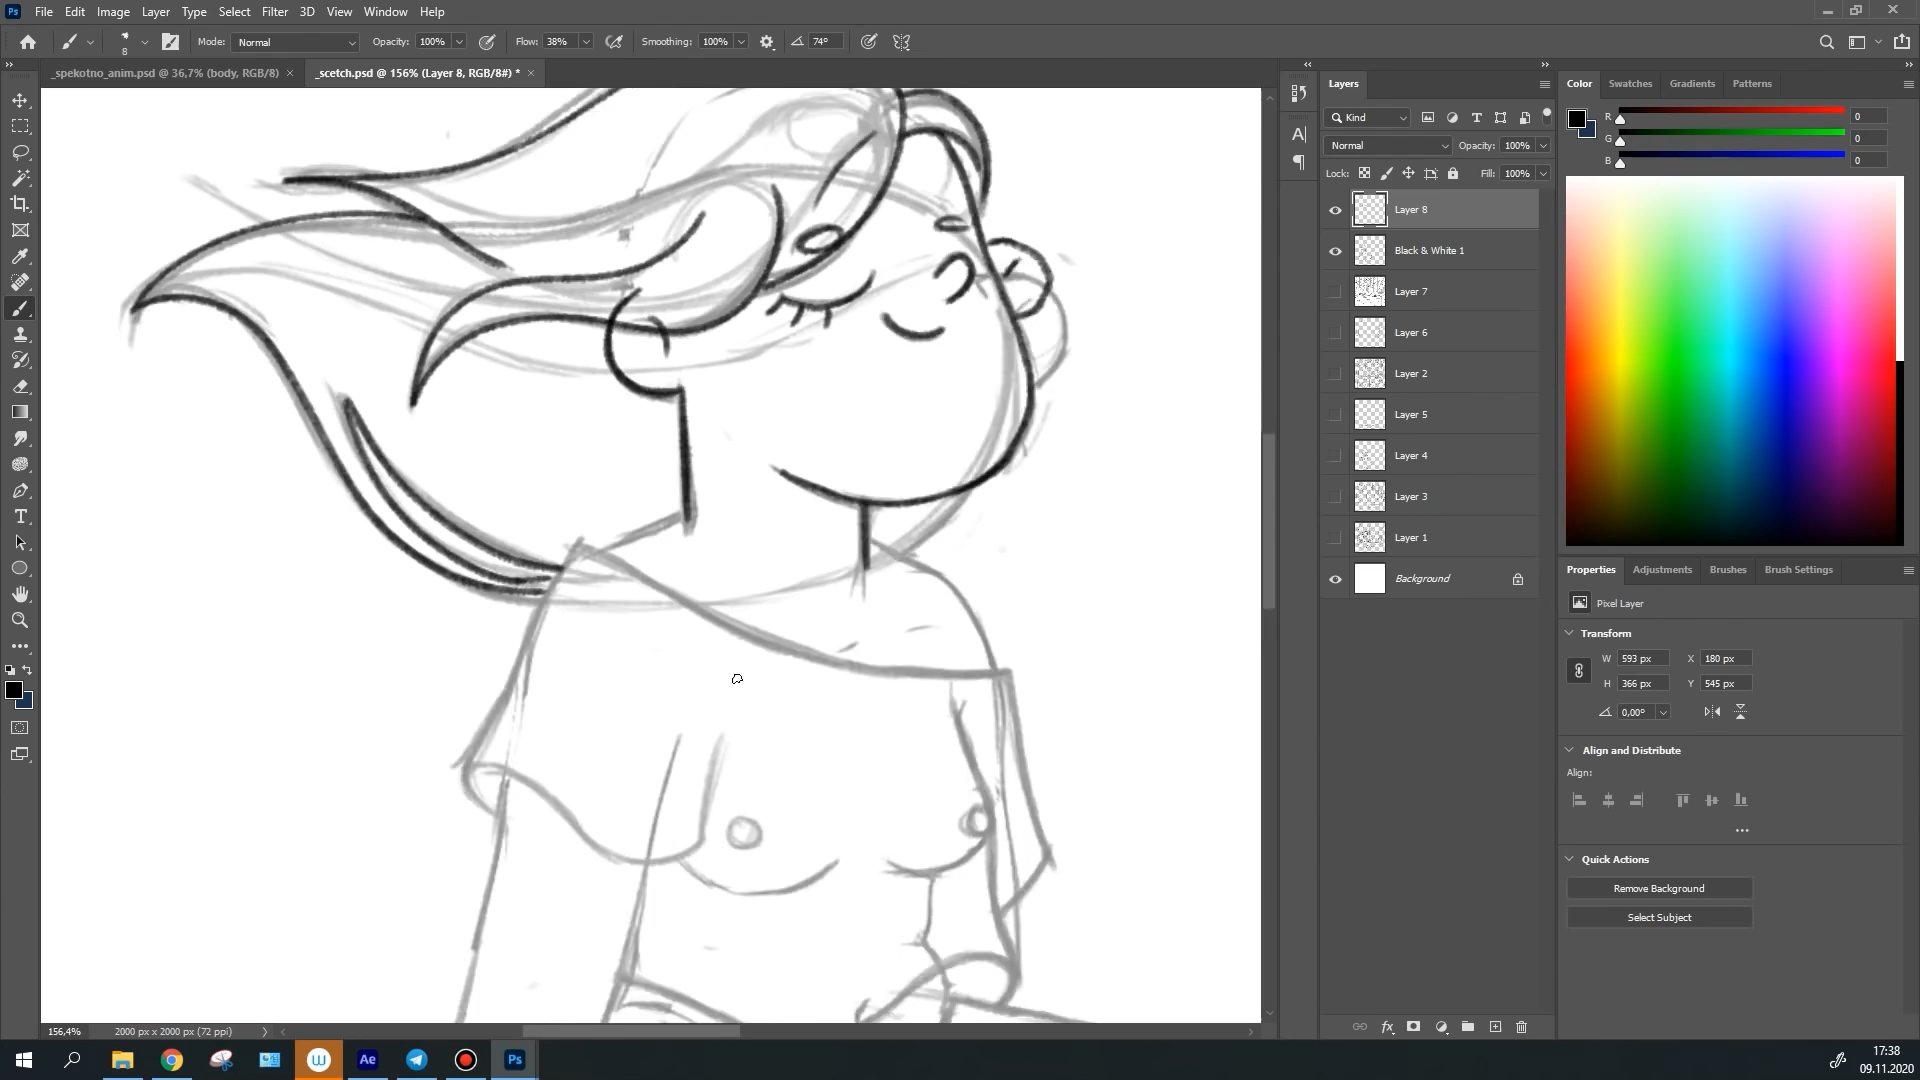 Ps File Edit Image Layer Type Select Filter 3D View Window Help
8 Mode: Normal Opacity: 100% Flow: 38% Smoothing: 100% 74°
_spekotno_anim.psd @ 36,7% (body, RGB/8) × _scetch.psd @ 156% (Layer 8, RGB/8#) * ×
Layers
Kind
Normal Opacity: 100%
Lock: Fill: 100%
Layer 8
Black & White 1
Layer 7
Layer 6
Layer 2
Layer 5
Layer 4
Layer 3
Layer 1
Background
Color Swatches Gradients Patterns
R 0
G 0
B 0
Properties Adjustments Brushes Brush Settings
Pixel Layer
Transform
W 593 px X 180 px
H 366 px Y 545 px
0,00°
Align and Distribute
Align:
Quick Actions
Remove Background
Select Subject
156,4% 2000 px x 2000 px (72 ppi)
W Ae Ps
17:38
09.11.2020